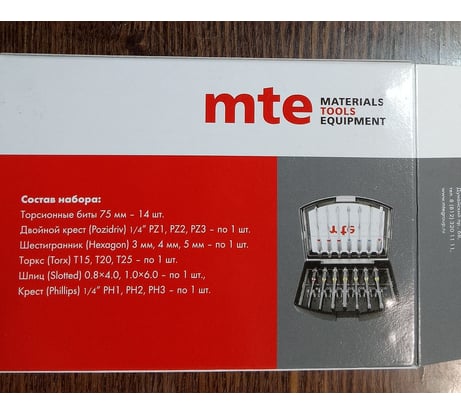 mte MATERIALS
TOOLS
EQUIPMENT
Состав набора:
Торсионные биты 75 мм – 14 шт.
Двойной крест (Pozidriv) 1/4” PZ1, PZ2, PZ3 – по 1 шт.
Шестигранник (Hexagon) 3 мм, 4 мм, 5 мм – по 1 шт.
Торкс (Torx) T15, T20, T25 – по 1 шт.
Шлиц (Slotted) 0.8×4.0, 1.0×6.0 – по 1 шт.,
Крест (Phillips) 1/4” PH1, PH2, PH3 – по 1 шт.
mte